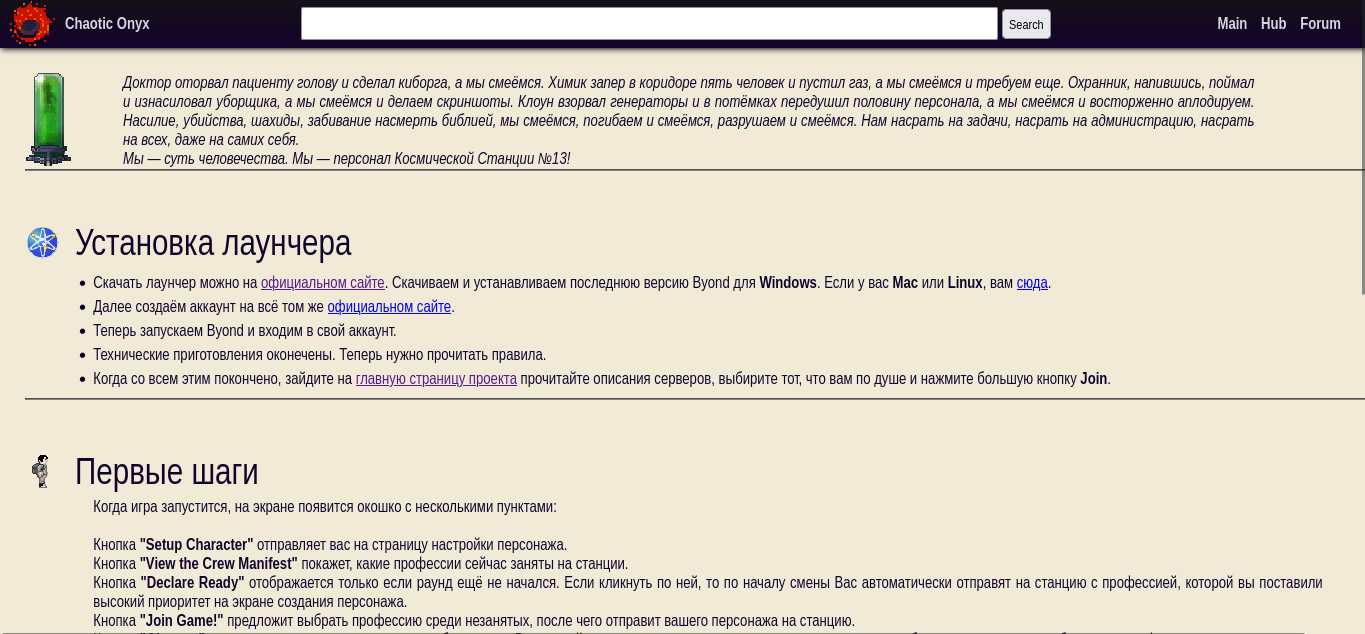 Chaotic Onyx
Search
Main Hub Forum
Доктор оторвал пациенту голову и сделал киборга, а мы смеёмся. Химик запер в коридоре пять человек и пустил газ, а мы смеёмся и требуем еще. Охранник, напившись, поймал
и изнасиловал уборщика, а мы смеёмся и делаем скриншоты. Клоун взорвал генераторы и в потёмках передушил половину персонала, а мы смеёмся и восторженно аплодируем.
Насилие, убийства, шахиды, забивание насмерть библией, мы смеёмся, погибаем и смеёмся, разрушаем и смеёмся. Нам насрать на задачи, насрать на администрацию, насрать
на всех, даже на самих себя.
Мы — суть человечества. Мы — персонал Космической Станции №13!
Установка лаунчера
• Скачать лаунчер можно на официальном сайте. Скачиваем и устанавливаем последнюю версию Byond для Windows. Если у вас Mac или Linux, вам сюда.
• Далее создаём аккаунт на всё том же официальном сайте.
• Теперь запускаем Byond и входим в свой аккаунт.
• Технические приготовления оконечены. Теперь нужно прочитать правила.
• Когда со всем этим покончено, зайдите на главную страницу проекта прочитайте описания серверов, выбирите тот, что вам по душе и нажмите большую кнопку Join.
Первые шаги
Когда игра запустится, на экране появится окошко с несколькими пунктами:
Кнопка "Setup Character" отправляет вас на страницу настройки персонажа.
Кнопка "View the Crew Manifest" покажет, какие профессии сейчас заняты на станции.
Кнопка "Declare Ready" отображается только если раунд ещё не начался. Если кликнуть по ней, то по началу смены Вас автоматически отправят на станцию с профессией, которой вы поставили
высокий приоритет на экране создания персонажа.
Кнопка "Join Game!" предложит выбрать профессию среди незанятых, после чего отправит вашего персонажа на станцию.